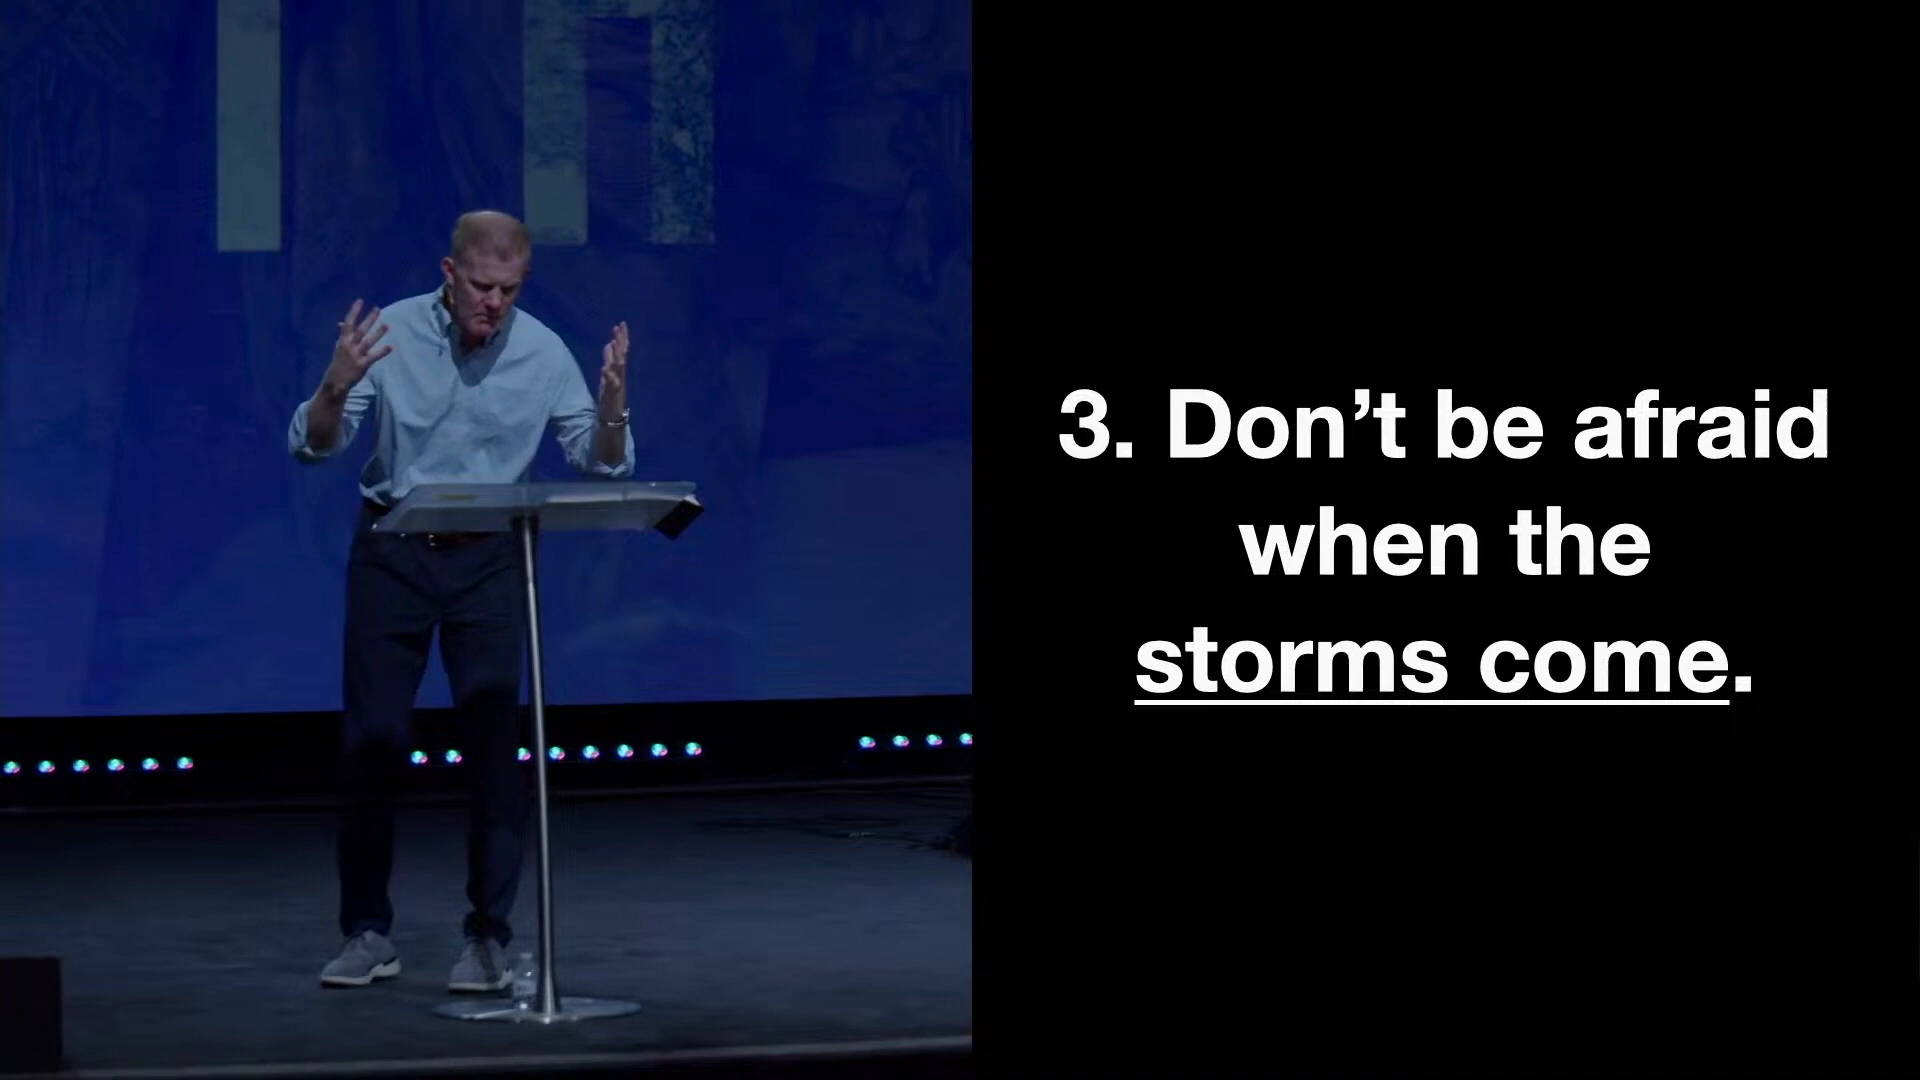 3. Don’t be afraid
when the
storms come.